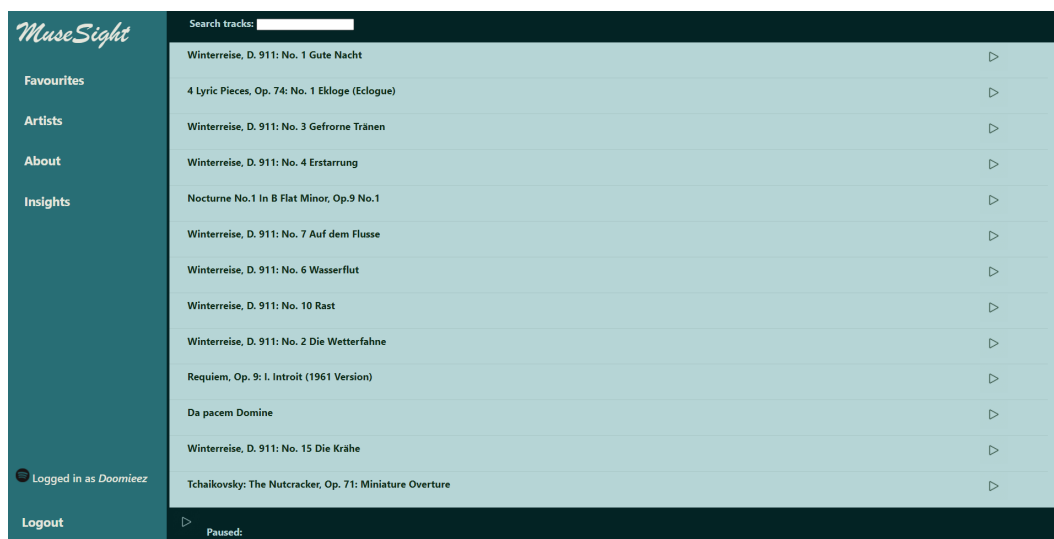 MuseSight
Favourites
Artists
About
Insights
Logged in as Doomieez
Logout
Search tracks:
Winterreise, D. 911: No. 1 Gute Nacht
4 Lyric Pieces, Op. 74: No. 1 Ekloge (Eclogue)
Winterreise, D. 911: No. 3 Gefrorne Tränen
Winterreise, D. 911: No. 4 Erstarrung
Nocturne No.1 In B Flat Minor, Op.9 No.1
Winterreise, D. 911: No. 7 Auf dem Flusse
Winterreise, D. 911: No. 6 Wasserflut
Winterreise, D. 911: No. 10 Rast
Winterreise, D. 911: No. 2 Die Wetterfahne
Requiem, Op. 9: I. Introit (1961 Version)
Da pacem Domine
Winterreise, D. 911: No. 15 Die Krähe
Tchaikovsky: The Nutcracker, Op. 71: Miniature Overture
Paused: